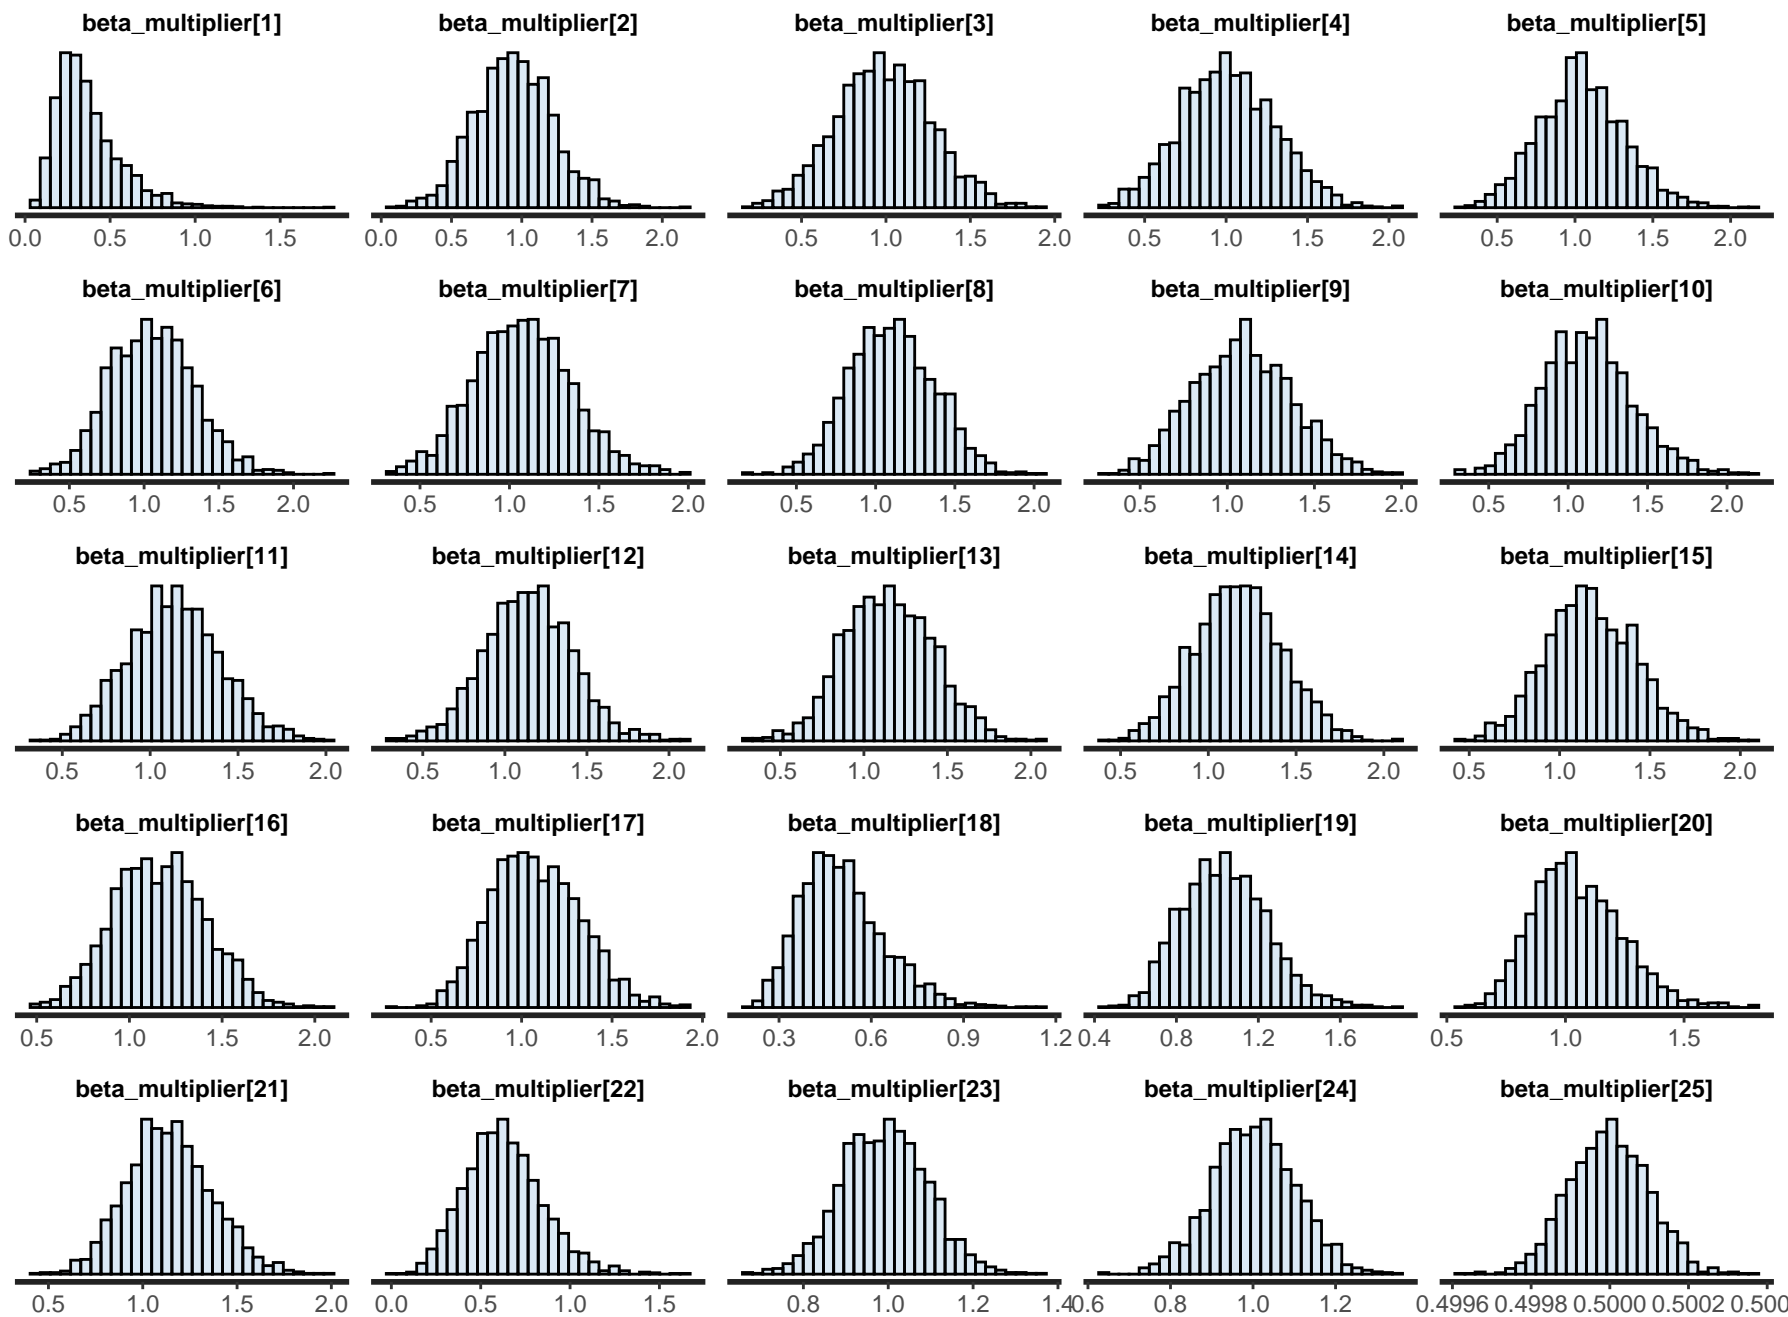 beta_multiplier[1] beta_multiplier[2] beta_multiplier[3] beta_multiplier[4] beta_multiplier[5]
0.0 0.5 1.0 1.5 0.0 0.5 1.0 1.5 2.0 0.5 1.0 1.5 2.0 0.5 1.0 1.5 2.0 0.5 1.0 1.5 2.0
beta_multiplier[6] beta_multiplier[7] beta_multiplier[8] beta_multiplier[9] beta_multiplier[10]
0.5 1.0 1.5 2.0 0.5 1.0 1.5 2.0 0.5 1.0 1.5 2.0 0.5 1.0 1.5 2.0 0.5 1.0 1.5 2.0
beta_multiplier[11] beta_multiplier[12] beta_multiplier[13] beta_multiplier[14] beta_multiplier[15]
0.5 1.0 1.5 2.0 0.5 1.0 1.5 2.0 0.5 1.0 1.5 2.0 0.5 1.0 1.5 2.0 0.5 1.0 1.5 2.0
beta_multiplier[16] beta_multiplier[17] beta_multiplier[18] beta_multiplier[19] beta_multiplier[20]
0.5 1.0 1.5 2.0 0.5 1.0 1.5 2.0 0.3 0.6 0.9 1.2 0.4 0.8 1.2 1.6 0.5 1.0 1.5
beta_multiplier[21] beta_multiplier[22] beta_multiplier[23] beta_multiplier[24] beta_multiplier[25]
0.5 1.0 1.5 2.0 0.0 0.5 1.0 1.5 0.8 1.0 1.2 1.4 0.6 0.8 1.0 1.2 0.4996 0.4998 0.5000 0.5002